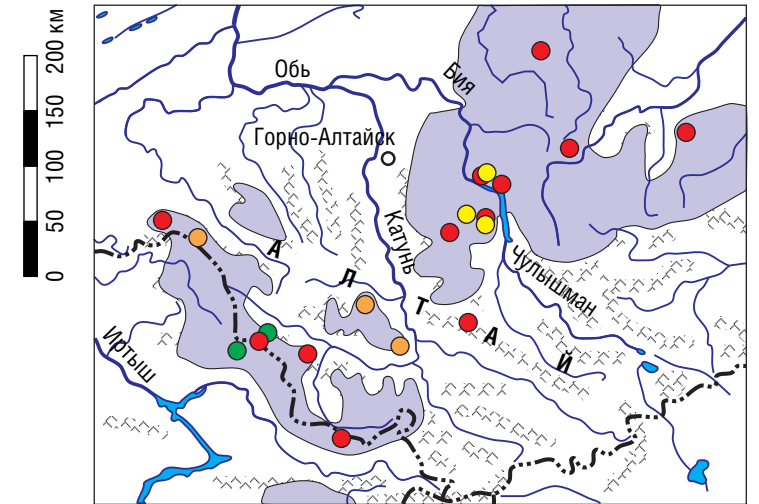 200 км
150
100
50
0
Обь
Бия
Горно-Алтайск
Катунь
Чулышман
Иртыш
А Л Т А Й